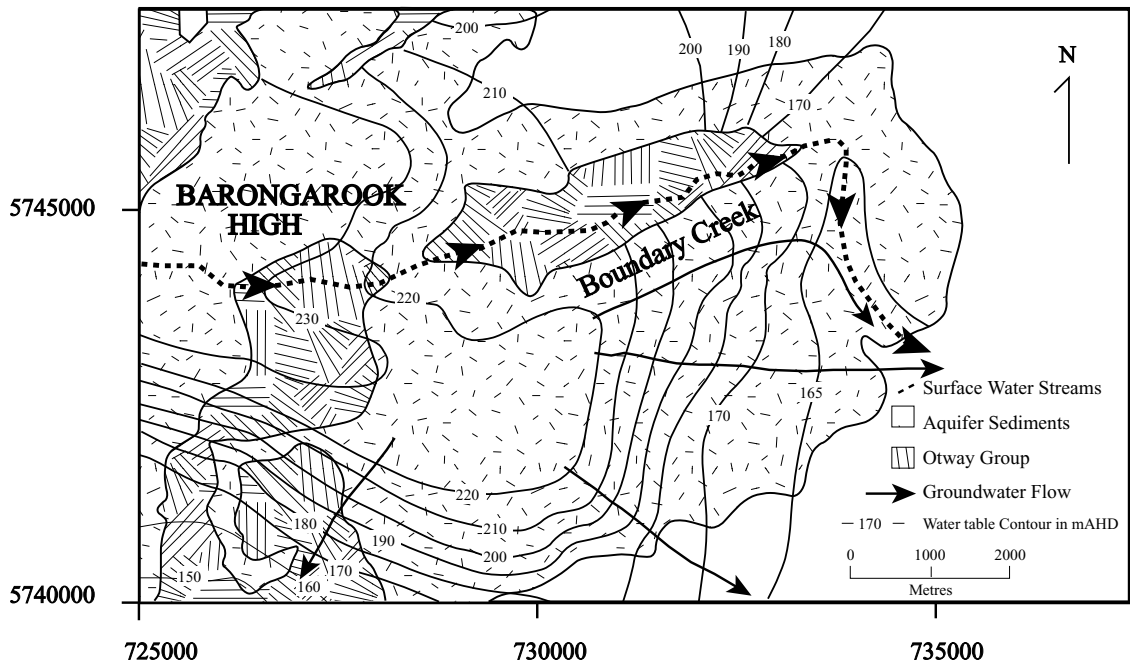 200
200
190
180
N
210
170
5745000
BARONGAROOK
HIGH
Boundary Creek
220
230
Surface Water Streams
165
170
Aquifer Sediments
Otway Group
220
Groundwater Flow
210
180
– 170 – Water table Contour in mAHD
190
200
0 1000 2000
170
150
160
Metres
5740000
725000 730000 735000